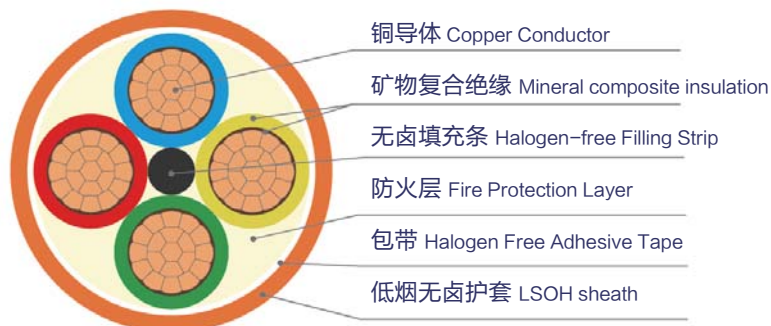 铜导体 Copper Conductor
矿物复合绝缘 Mineral composite insulation
无卤填充条 Halogen-free Filling Strip
防火层 Fire Protection Layer
包带 Halogen Free Adhesive Tape
低烟无卤护套 LSOH sheath